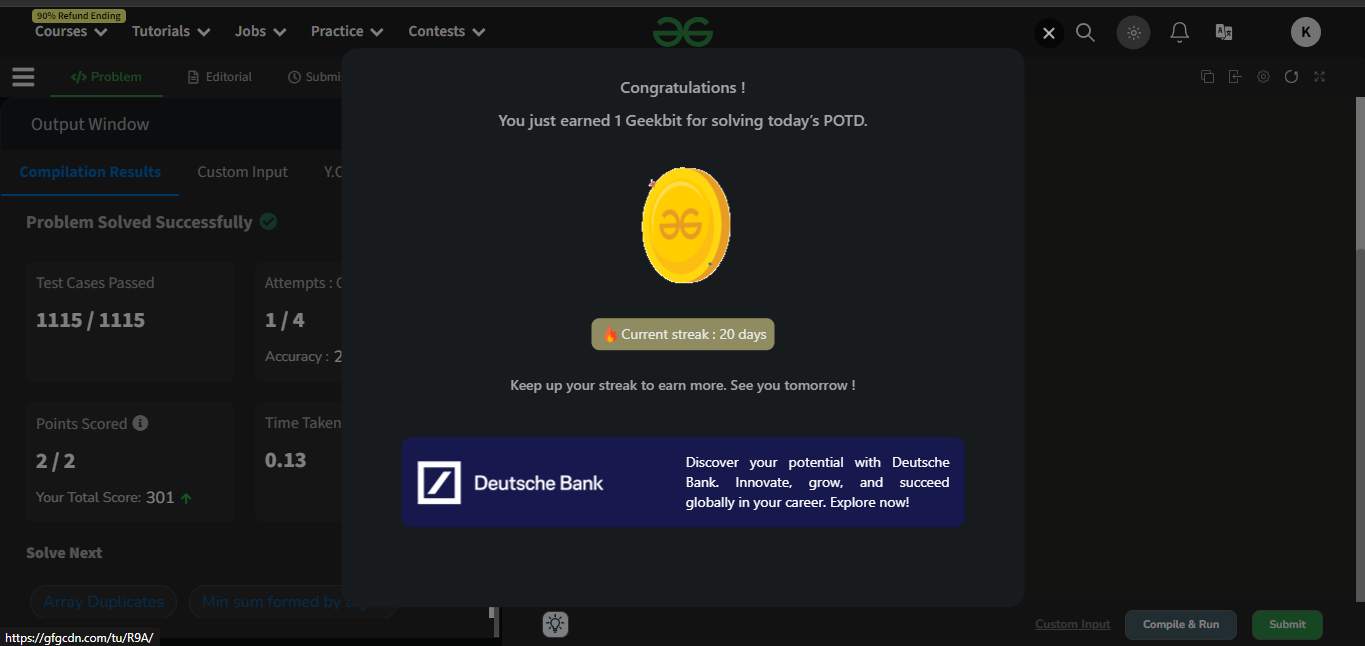 90% Refund Ending
Courses Tutorials Jobs Practice Contests
K
</> Problem Editorial Submi
Output Window
Compilation Results Custom Input Y.C
Problem Solved Successfully
Test Cases Passed
1115 / 1115
Attempts :
1 / 4
Accuracy : 2
Points Scored
2 / 2
Your Total Score: 301
Time Taken
0.13
Solve Next
Array Duplicates Min sum formed by
https://gfgcdn.com/tu/R9A/
Congratulations !
You just earned 1 Geekbit for solving today's POTD.
Current streak : 20 days
Keep up your streak to earn more. See you tomorrow !
Deutsche Bank
Discover your potential with Deutsche
Bank. Innovate, grow, and succeed
globally in your career. Explore now!
Custom Input Compile & Run Submit